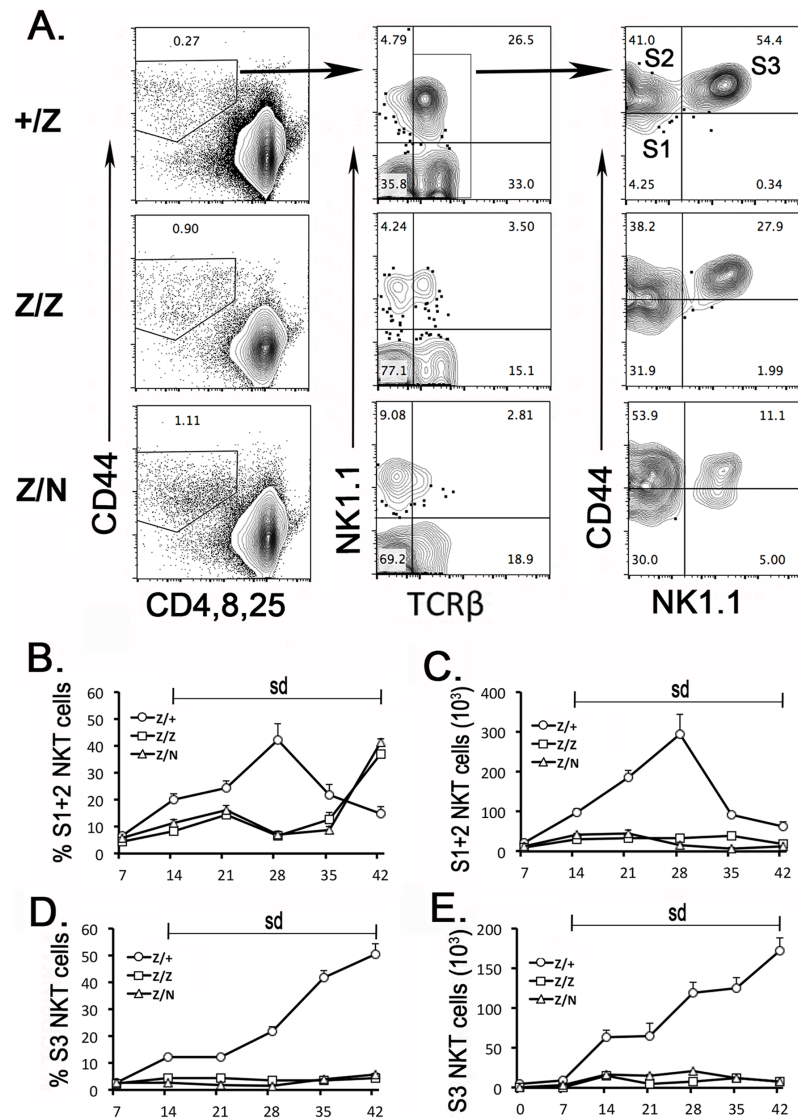 A.
0.27
4.79 26.5
41.0 54.4
S2 S3
+/Z
S1
35.8 33.0
4.25 0.34
0.90
4.24 3.50
38.2 27.9
Z/Z
77.1 15.1
31.9 1.99
1.11
9.08 2.81
53.9 11.1
Z/N
69.2 18.9
30.0 5.00
CD44
NK1.1
CD44
CD4,8,25 TCRβ NK1.1
B.
sd
% S1+2 NKT cells
60
50
40
30
20
10
0
Z/+
Z/Z
Z/N
7 14 21 28 35 42
C.
sd
S1+2 NKT cells (10³)
400
300
200
100
0
Z/+
Z/Z
Z/N
7 14 21 28 35 42
D.
sd
% S3 NKT cells
60
50
40
30
20
10
0
Z/+
Z/Z
Z/N
7 14 21 28 35 42
E.
sd
S3 NKT cells (10³)
200
150
100
50
0
Z/+
Z/Z
Z/N
0 7 14 21 28 35 42